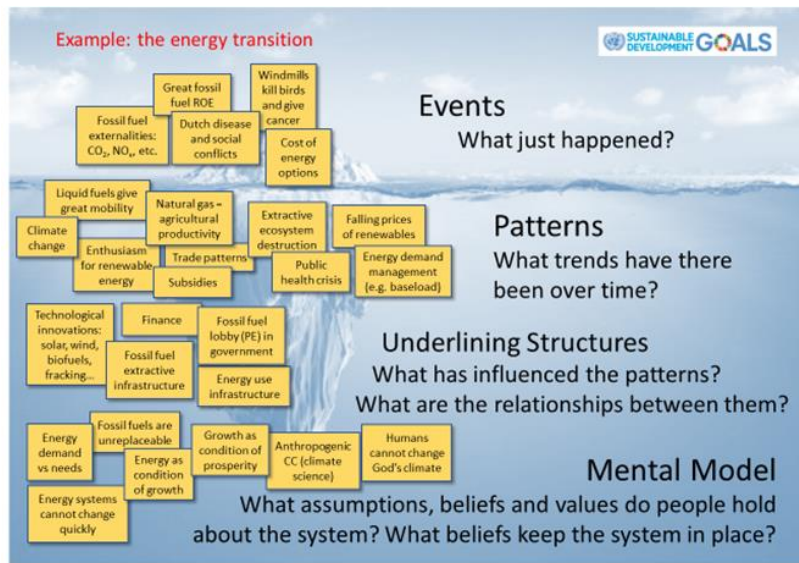 Example: the energy transition
SUSTAINABLE
DEVELOPMENT
GOALS
Great fossil
fuel ROE
Windmills
kill birds
and give
cancer
Fossil fuel
externalities:
CO₂, NOₓ, etc.
Dutch disease
and social
conflicts
Cost of
energy
options
Events
What just happened?
Liquid fuels give
great mobility
Natural gas –
agricultural
productivity
Extractive
ecosystem
destruction
Falling prices
of renewables
Climate
change
Enthusiasm
for renewable
energy
Trade patterns
Subsidies
Public
health crisis
Energy demand
management
(e.g. baseload)
Patterns
What trends have there
been over time?
Technological
innovations:
solar, wind,
biofuels,
fracking...
Finance
Fossil fuel
lobby (PE) in
government
Fossil fuel
extractive
infrastructure
Energy use
infrastructure
Underlining Structures
What has influenced the patterns?
What are the relationships between them?
Energy
demand
vs needs
Fossil fuels are
unreplaceable
Energy as
condition of
growth
Growth as
condition of
prosperity
Anthropogenic
CC (climate
science)
Humans
cannot change
God's climate
Energy systems
cannot change
quickly
Mental Model
What assumptions, beliefs and values do people hold
about the system? What beliefs keep the system in place?